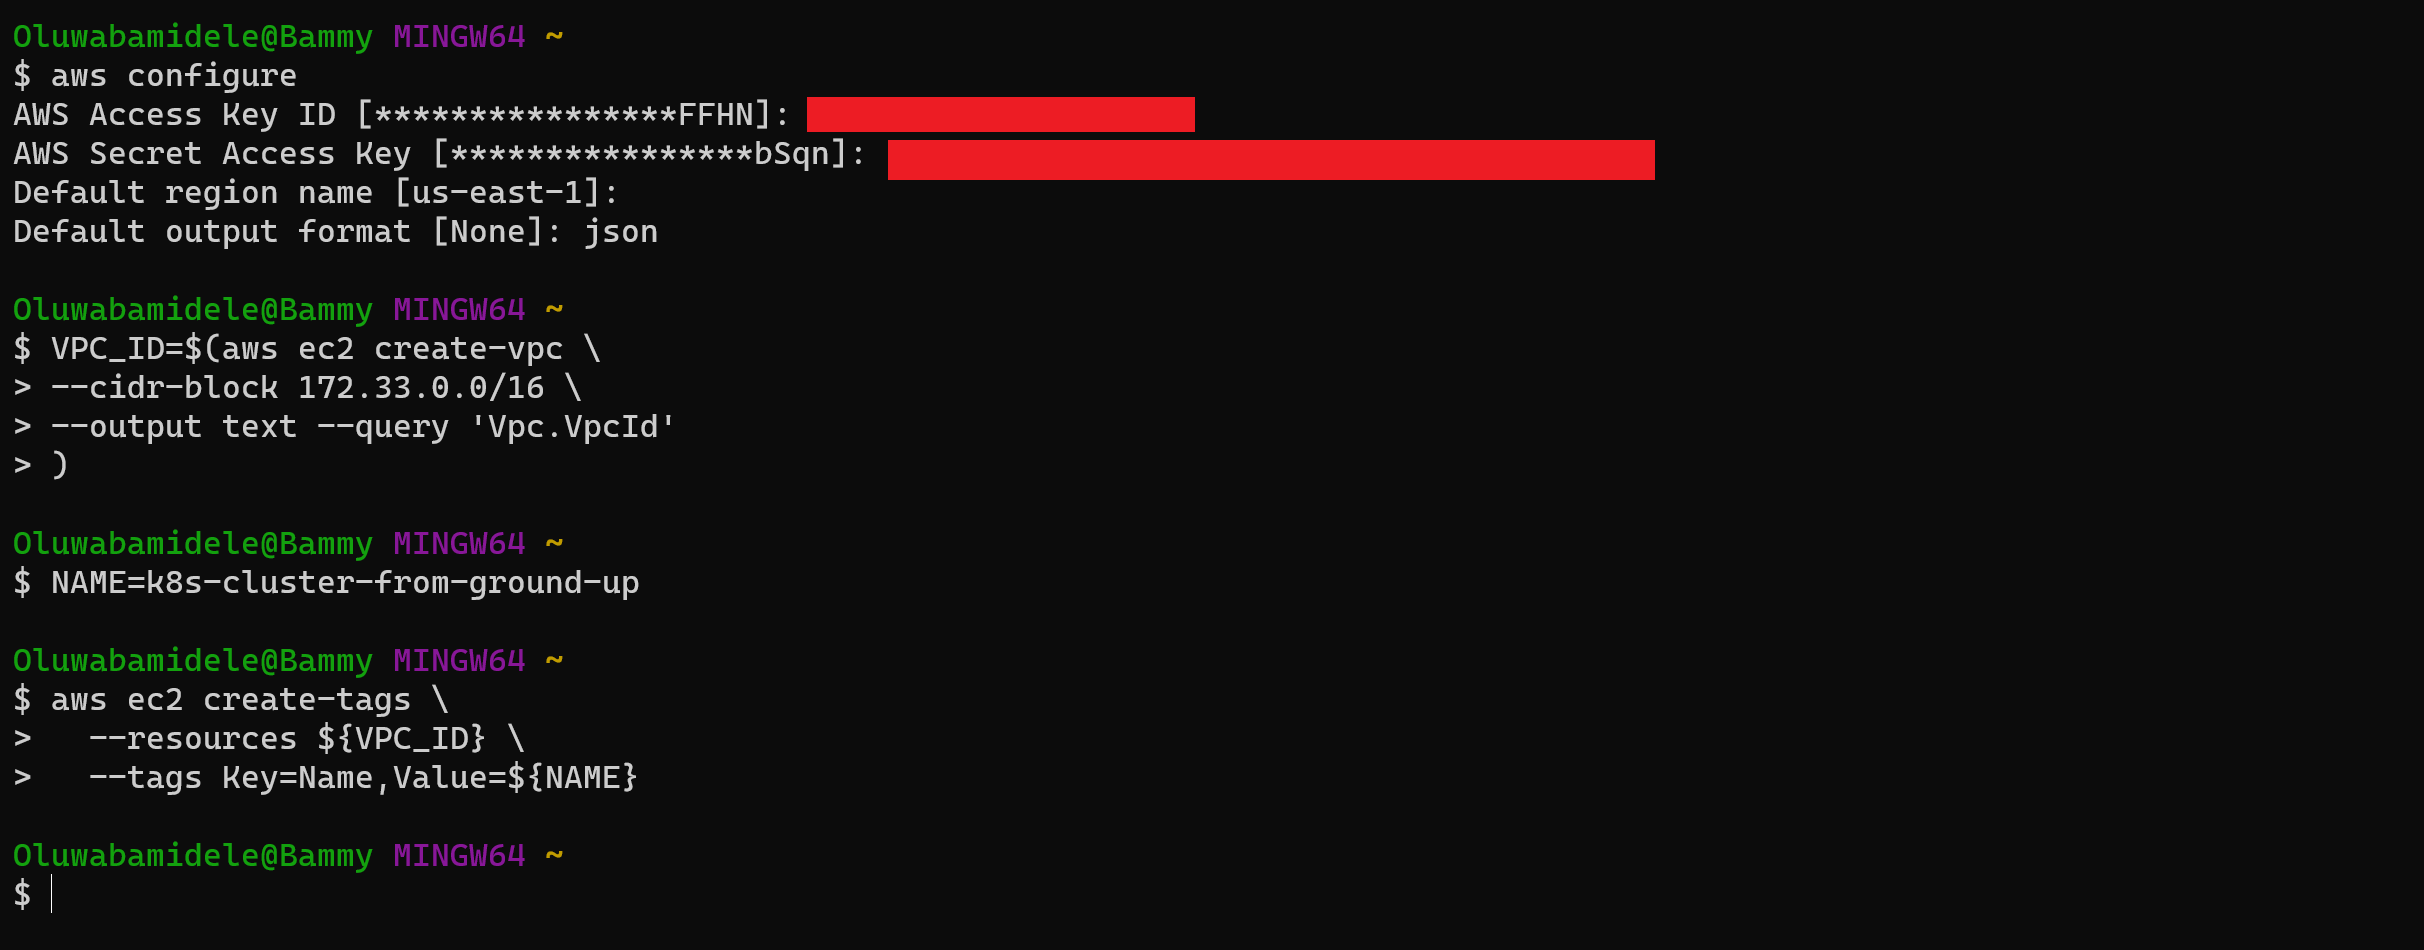 Oluwabamidele@Bammy MINGW64 ~
$ aws configure
AWS Access Key ID [****************FFHN]:
AWS Secret Access Key [****************bSqn]:
Default region name [us-east-1]:
Default output format [None]: json
Oluwabamidele@Bammy MINGW64 ~
$ VPC_ID=$(aws ec2 create-vpc \
> --cidr-block 172.33.0.0/16 \
> --output text --query 'Vpc.VpcId'
> )
Oluwabamidele@Bammy MINGW64 ~
$ NAME=k8s-cluster-from-ground-up
Oluwabamidele@Bammy MINGW64 ~
$ aws ec2 create-tags \
>   --resources ${VPC_ID} \
>   --tags Key=Name,Value=${NAME}
Oluwabamidele@Bammy MINGW64 ~
$